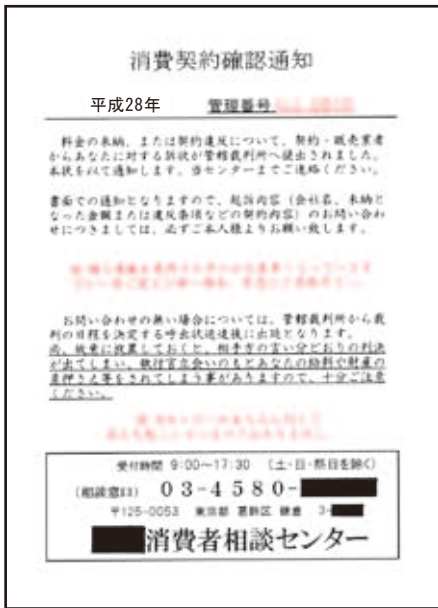 消費契約確認通知
平成28年 管理番号
料金の未納、または契約違反について、契約・販売業者
からあなたに対する訴状が管轄裁判所へ提出されました。
本状を以て通知します。当センターまでご連絡ください。
書面での通知となりますので、起訴内容(会社名、未納と
なった金額または違反条項などの契約内容)のお問い合わ
せにつきましては、必ずご本人様よりお願い致します。
お問い合わせの無い場合については、管轄裁判所から裁
判の日程を決定する呼出状送達後に出廷となります。
尚、故意に放置しておくと、相手方の言い分どおりの判決
が出てしまい、執行官立会いのもとあなたの給料や財産の
差押さえ等をされてしまう事がありますので、十分ご注意
ください。
受付時間 9:00〜17:30 (土・日・祭日を除く)
(相談窓口) 03-4580-
〒125-0053 東京都 葛飾区 鎌倉 3-
消費者相談センター